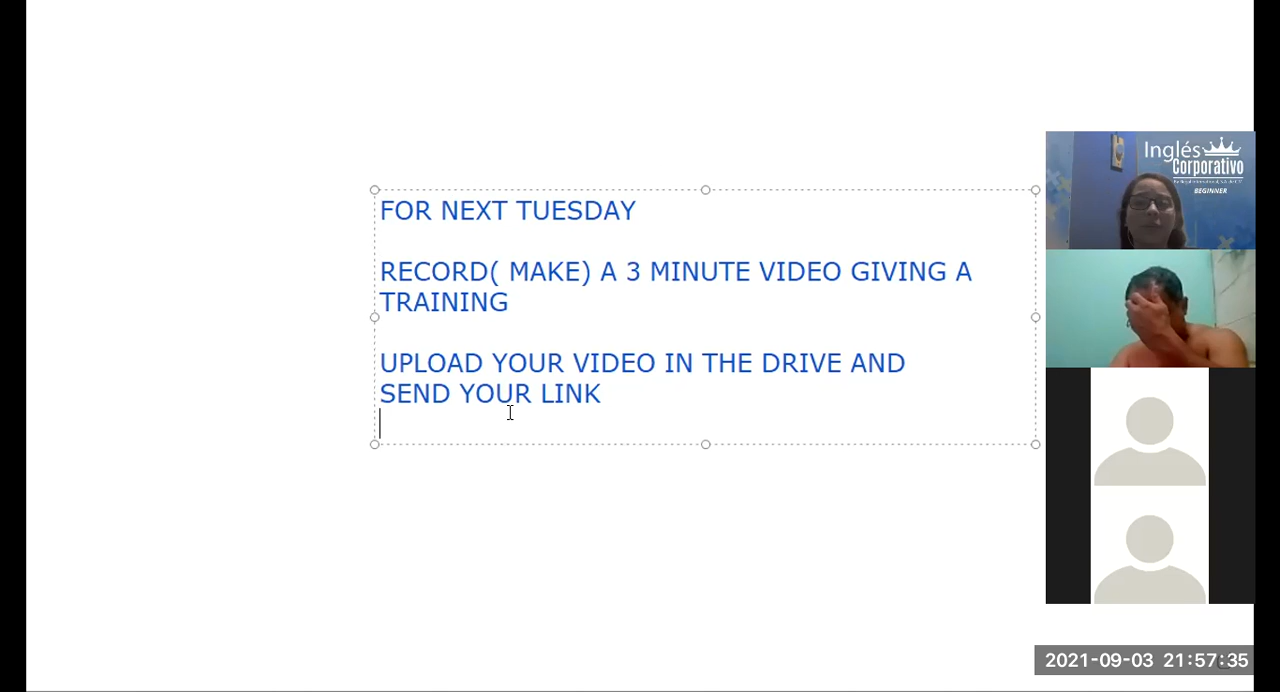 FOR NEXT TUESDAY
RECORD( MAKE) A 3 MINUTE VIDEO GIVING A
TRAINING
UPLOAD YOUR VIDEO IN THE DRIVE AND
SEND YOUR LINK
Inglés
Corporativo
BEGINNER
2021-09-03 21:57:35